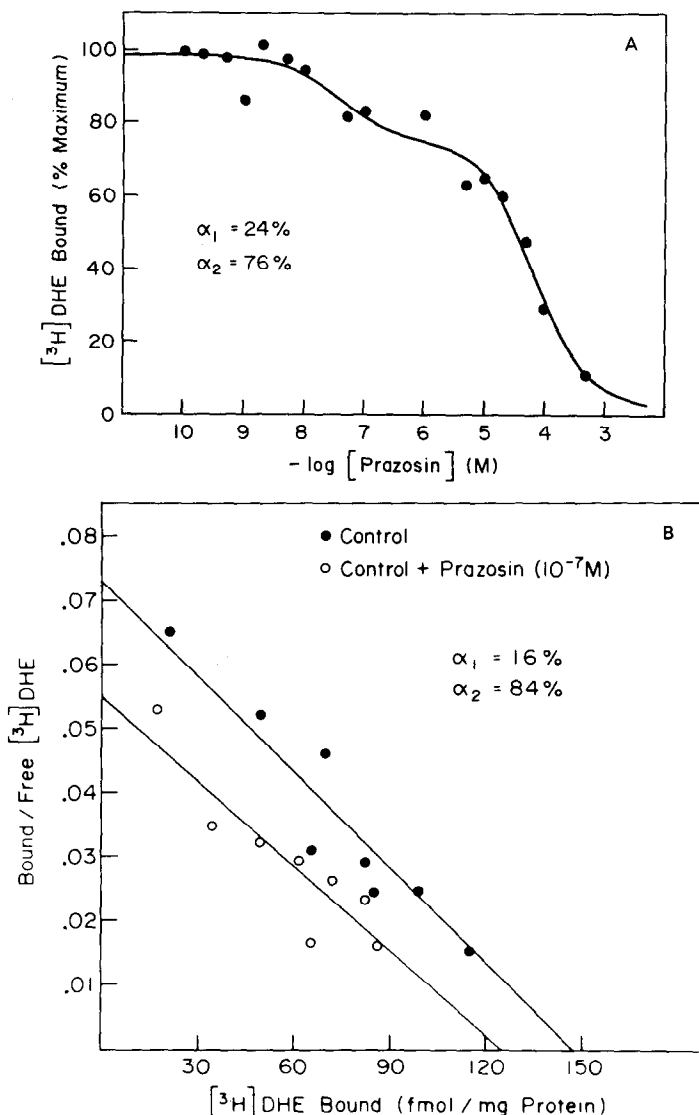 A
[³H]DHE Bound (% Maximum)
100
80
60
40
20
0
α₁ = 24%
α₂ = 76%
10 9 8 7 6 5 4 3
- log [Prazosin] (M)
B
● Control
○ Control + Prazosin (10⁻⁷M)
Bound/Free [³H]DHE
.08
.07
.06
.05
.04
.03
.02
.01
α₁ = 16%
α₂ = 84%
30 60 90 120 150
[³H]DHE Bound (fmol/mg Protein)